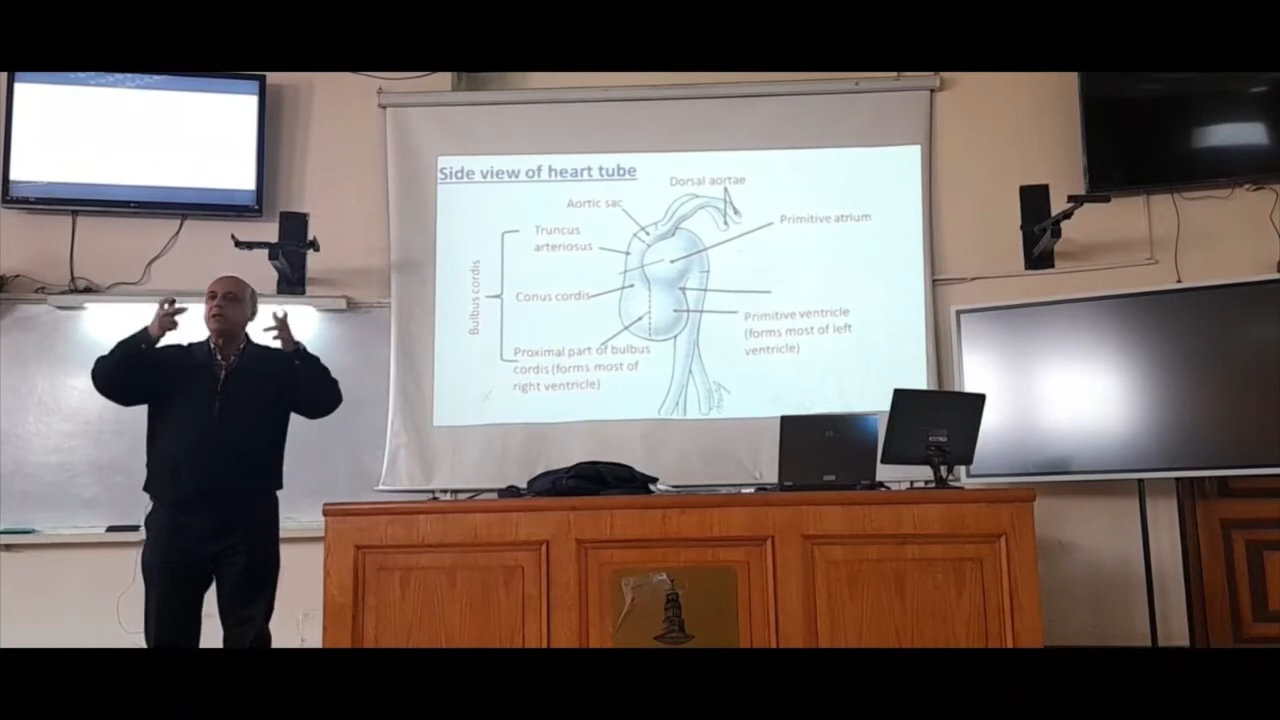 Side view of heart tube
Dorsal aortae
Aortic sac
Primitive atrium
Truncus
arteriosus
Bulbus cordis
Conus cordis
Primitive ventricle
(forms most of left
ventricle)
Proximal part of bulbus
cordis (forms most of
right ventricle)